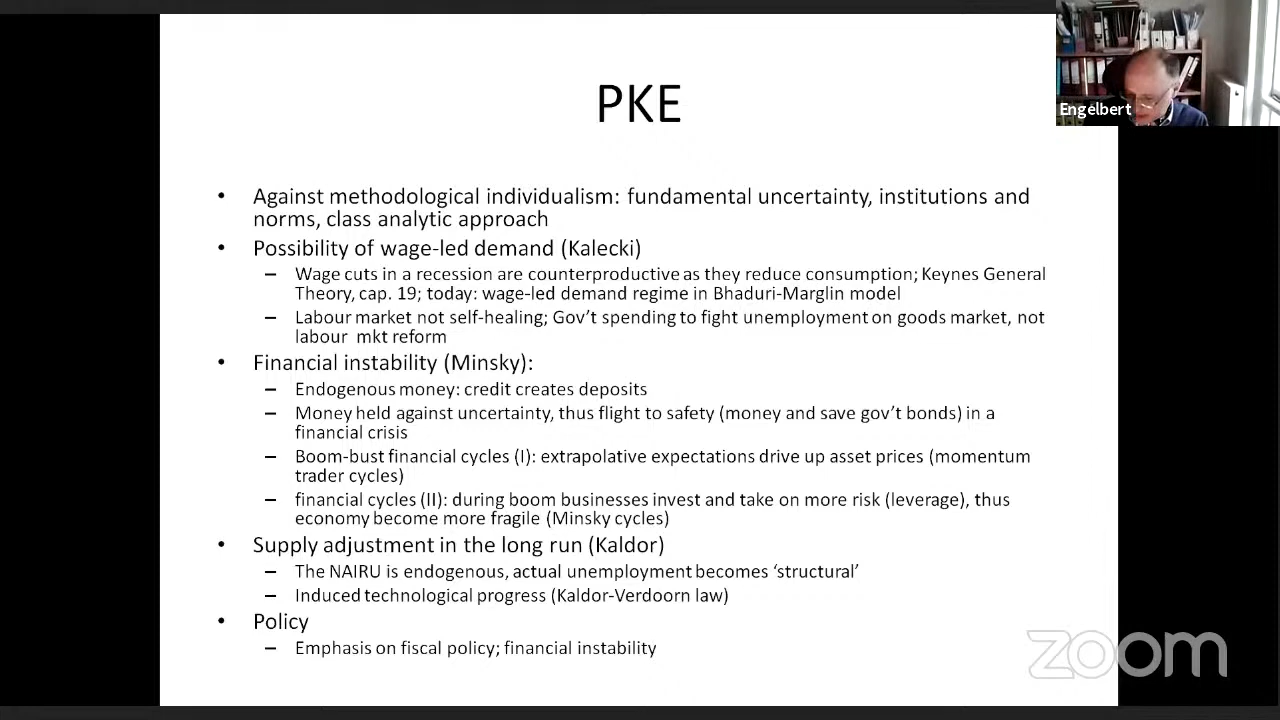 PKE
Engelbert
• Against methodological individualism: fundamental uncertainty, institutions and
norms, class analytic approach
• Possibility of wage-led demand (Kalecki)
– Wage cuts in a recession are counterproductive as they reduce consumption; Keynes General
Theory, cap. 19; today: wage-led demand regime in Bhaduri-Marglin model
– Labour market not self-healing; Gov't spending to fight unemployment on goods market, not
labour mkt reform
• Financial instability (Minsky):
– Endogenous money: credit creates deposits
– Money held against uncertainty, thus flight to safety (money and save gov't bonds) in a
financial crisis
– Boom-bust financial cycles (I): extrapolative expectations drive up asset prices (momentum
trader cycles)
– financial cycles (II): during boom businesses invest and take on more risk (leverage), thus
economy become more fragile (Minsky cycles)
• Supply adjustment in the long run (Kaldor)
– The NAIRU is endogenous, actual unemployment becomes 'structural'
– Induced technological progress (Kaldor-Verdoorn law)
• Policy
– Emphasis on fiscal policy; financial instability
zoom